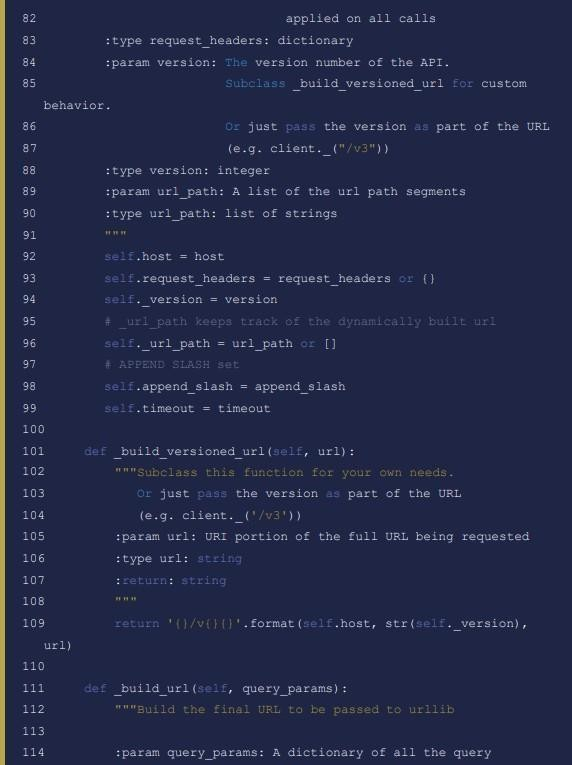 82                          applied on all calls
83        :type request_headers: dictionary
84        :param version: The version number of the API.
85                    Subclass _build_versioned_url for custom
behavior.
86                    Or just pass the version as part of the URL
87                    (e.g. client._("/v3"))
88        :type version: integer
89        :param url_path: A list of the url path segments
90        :type url_path: list of strings
91        """
92        self.host = host
93        self.request_headers = request_headers or {}
94        self._version = version
95        # _url_path keeps track of the dynamically built url
96        self._url_path = url_path or []
97        # APPEND SLASH set
98        self.append_slash = append_slash
99        self.timeout = timeout
100
101    def _build_versioned_url(self, url):
102        """Subclass this function for your own needs.
103           Or just pass the version as part of the URL
104           (e.g. client._('/v3'))
105        :param url: URI portion of the full URL being requested
106        :type url: string
107        :return: string
108        """
109        return '{}/v{}{}'.format(self.host, str(self._version),
url)
110
111    def _build_url(self, query_params):
112        """Build the final URL to be passed to urllib
113
114        :param query_params: A dictionary of all the query